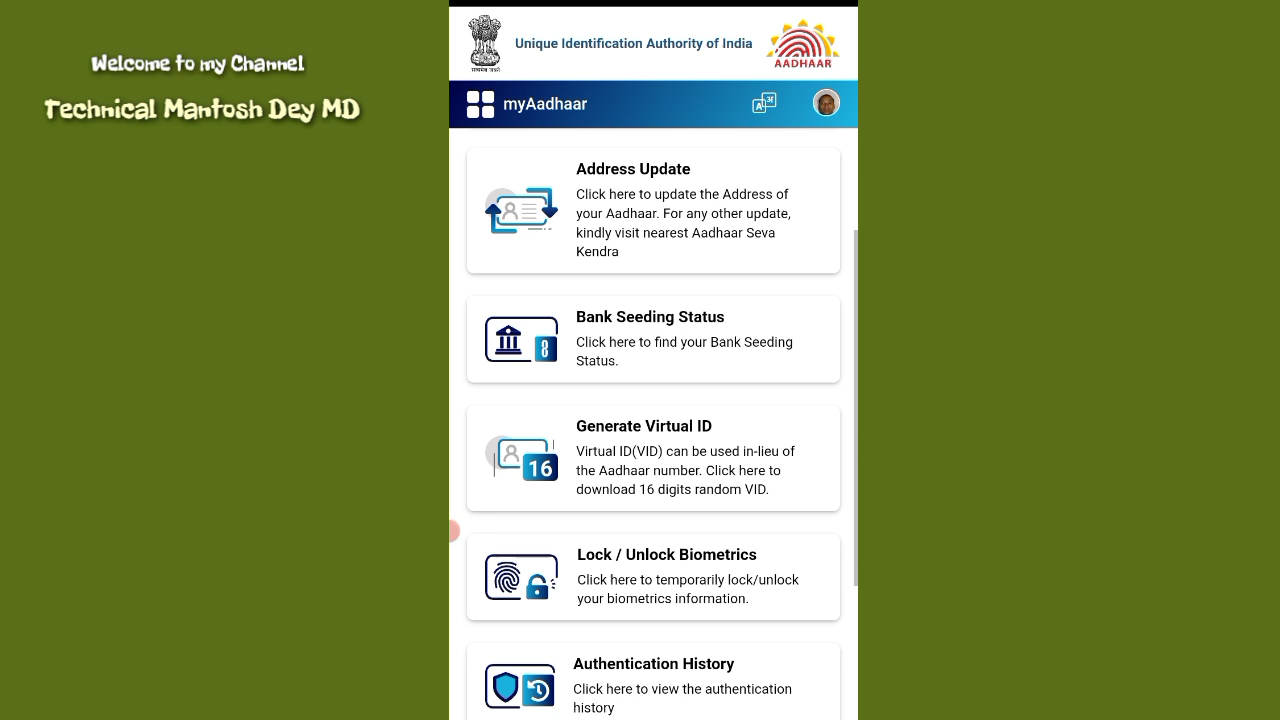 Welcome to my Channel
Technical Mantosh Dey MD
सत्यमेव जयते
Unique Identification Authority of India
AADHAAR
myAadhaar
A अ
Address Update
Click here to update the Address of
your Aadhaar. For any other update,
kindly visit nearest Aadhaar Seva
Kendra
8
Bank Seeding Status
Click here to find your Bank Seeding
Status.
16
Generate Virtual ID
Virtual ID(VID) can be used in-lieu of
the Aadhaar number. Click here to
download 16 digits random VID.
Lock / Unlock Biometrics
Click here to temporarily lock/unlock
your biometrics information.
Authentication History
Click here to view the authentication
history